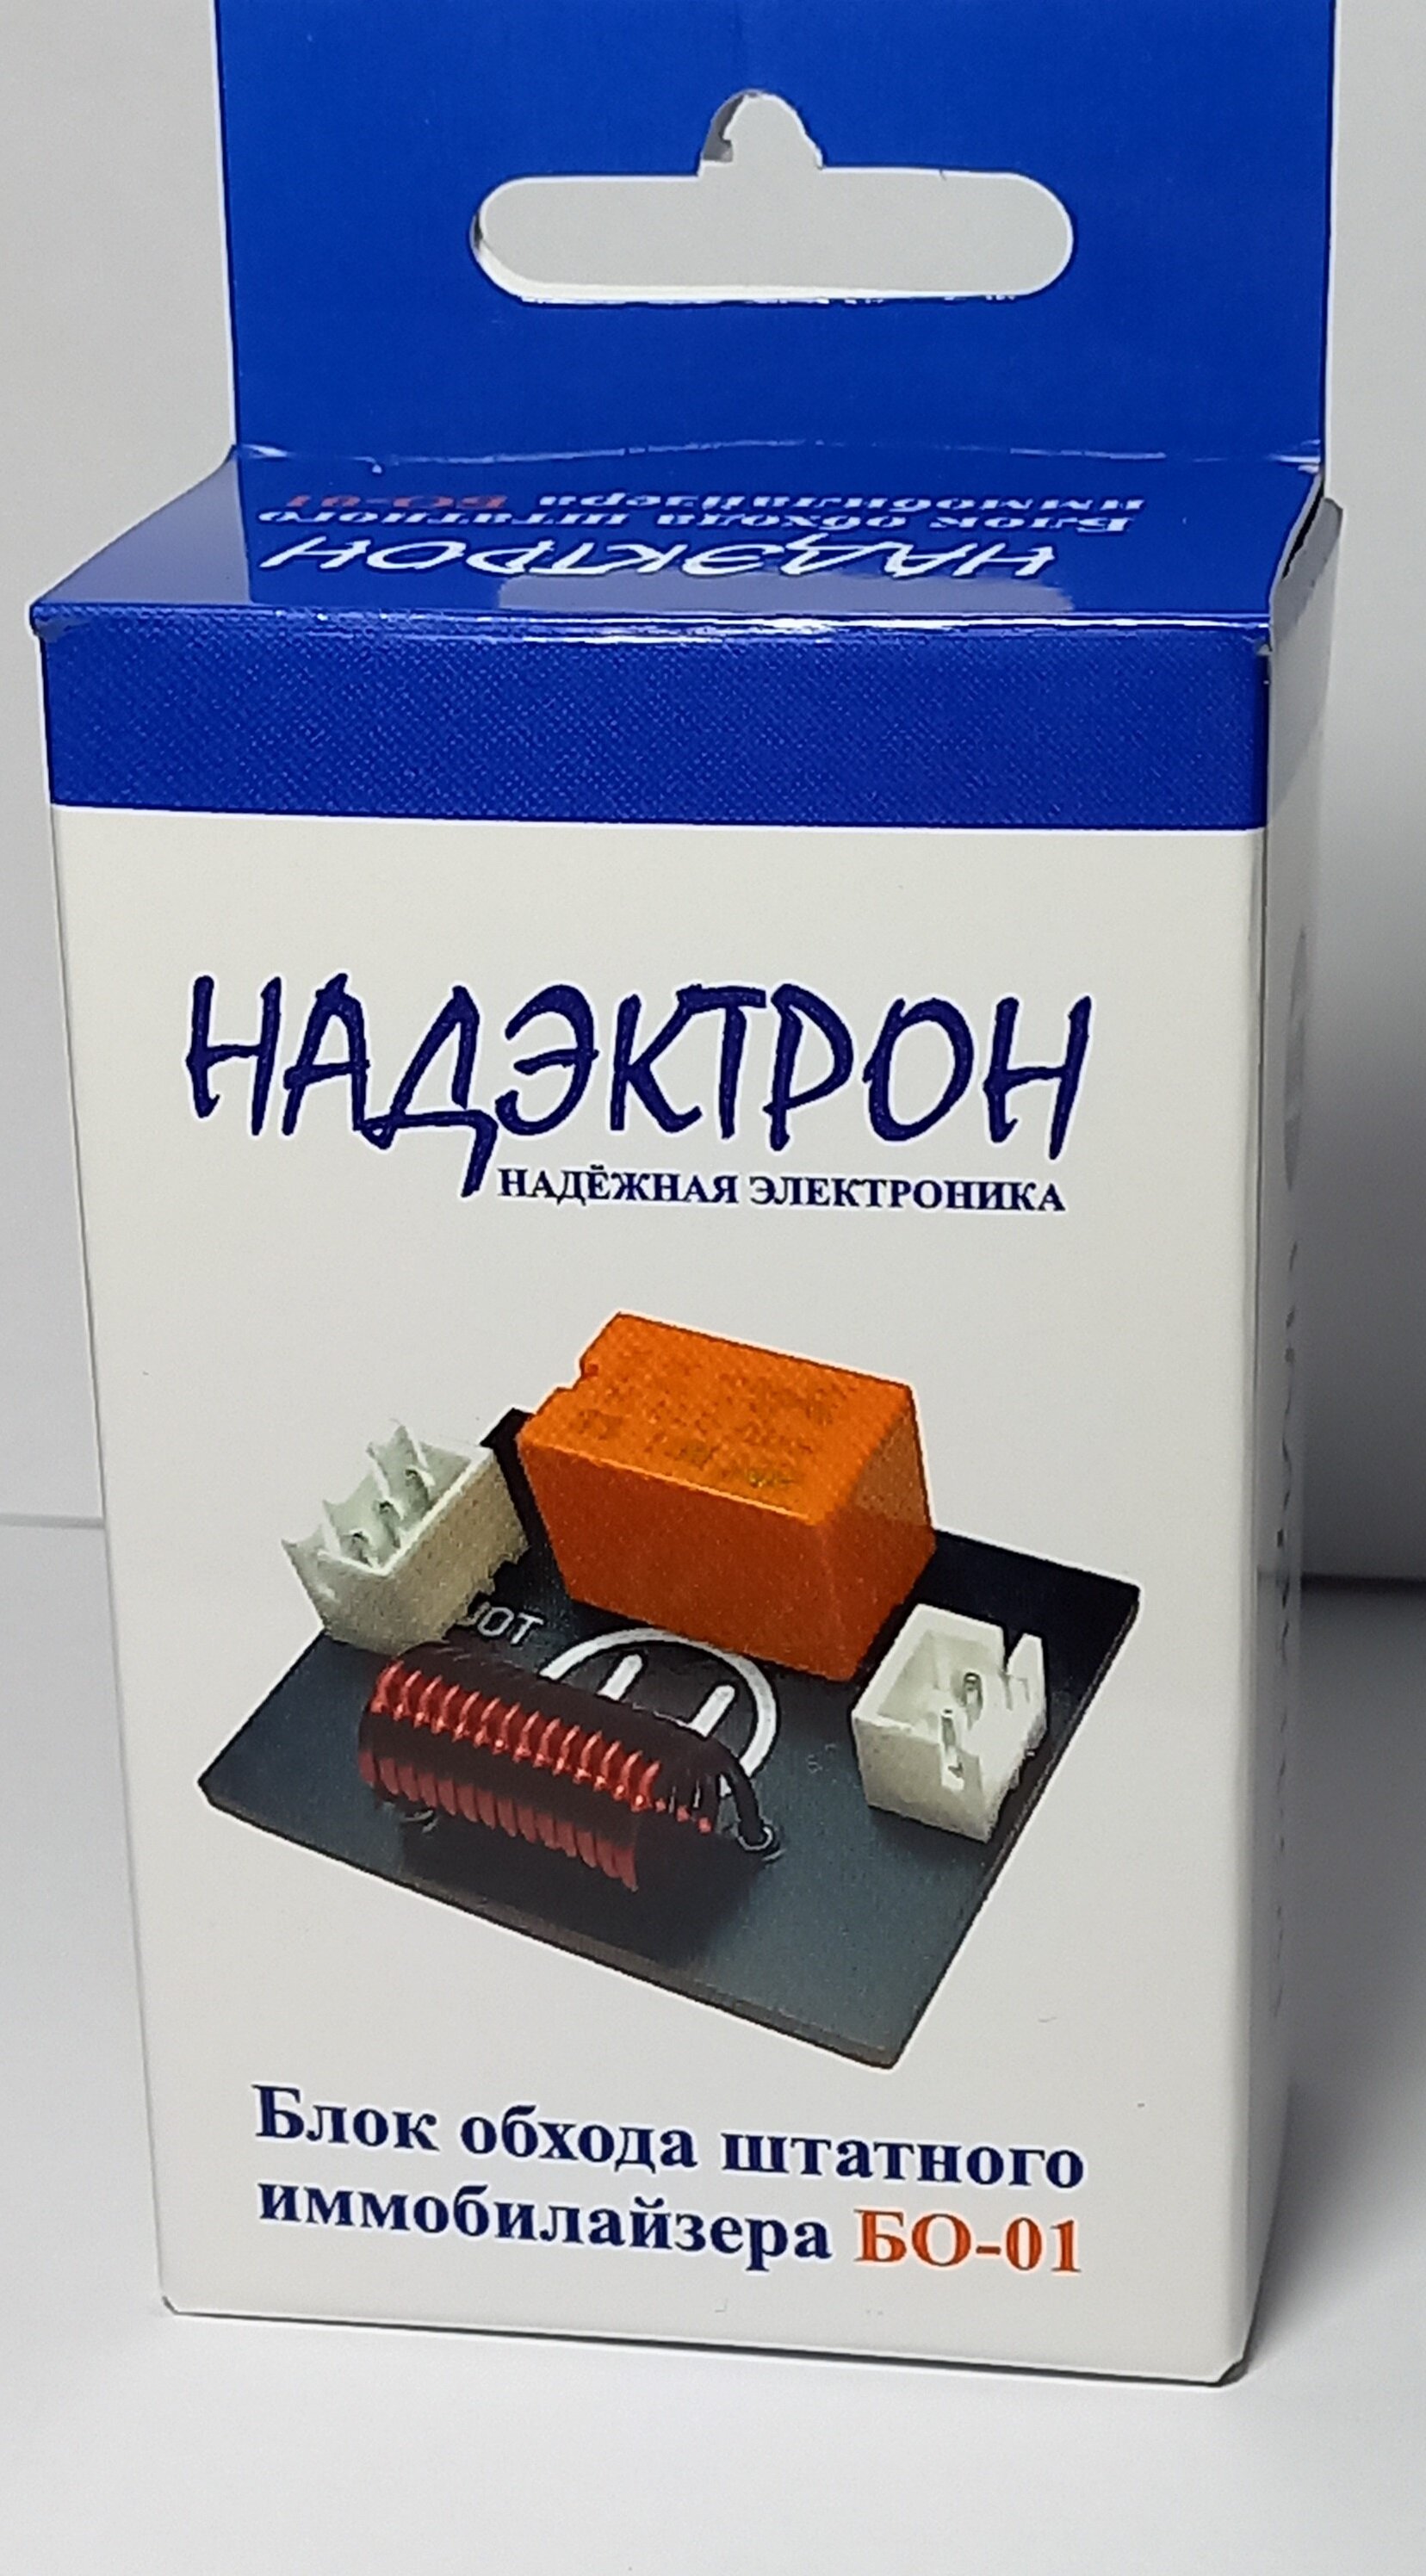 НАДЭКТРОН
Блок обхода штатного
иммобилайзера БО-01
НАДЭКТРОН
НАДЁЖНАЯ ЭЛЕКТРОНИКА
Блок обхода штатного
иммобилайзера БО-01